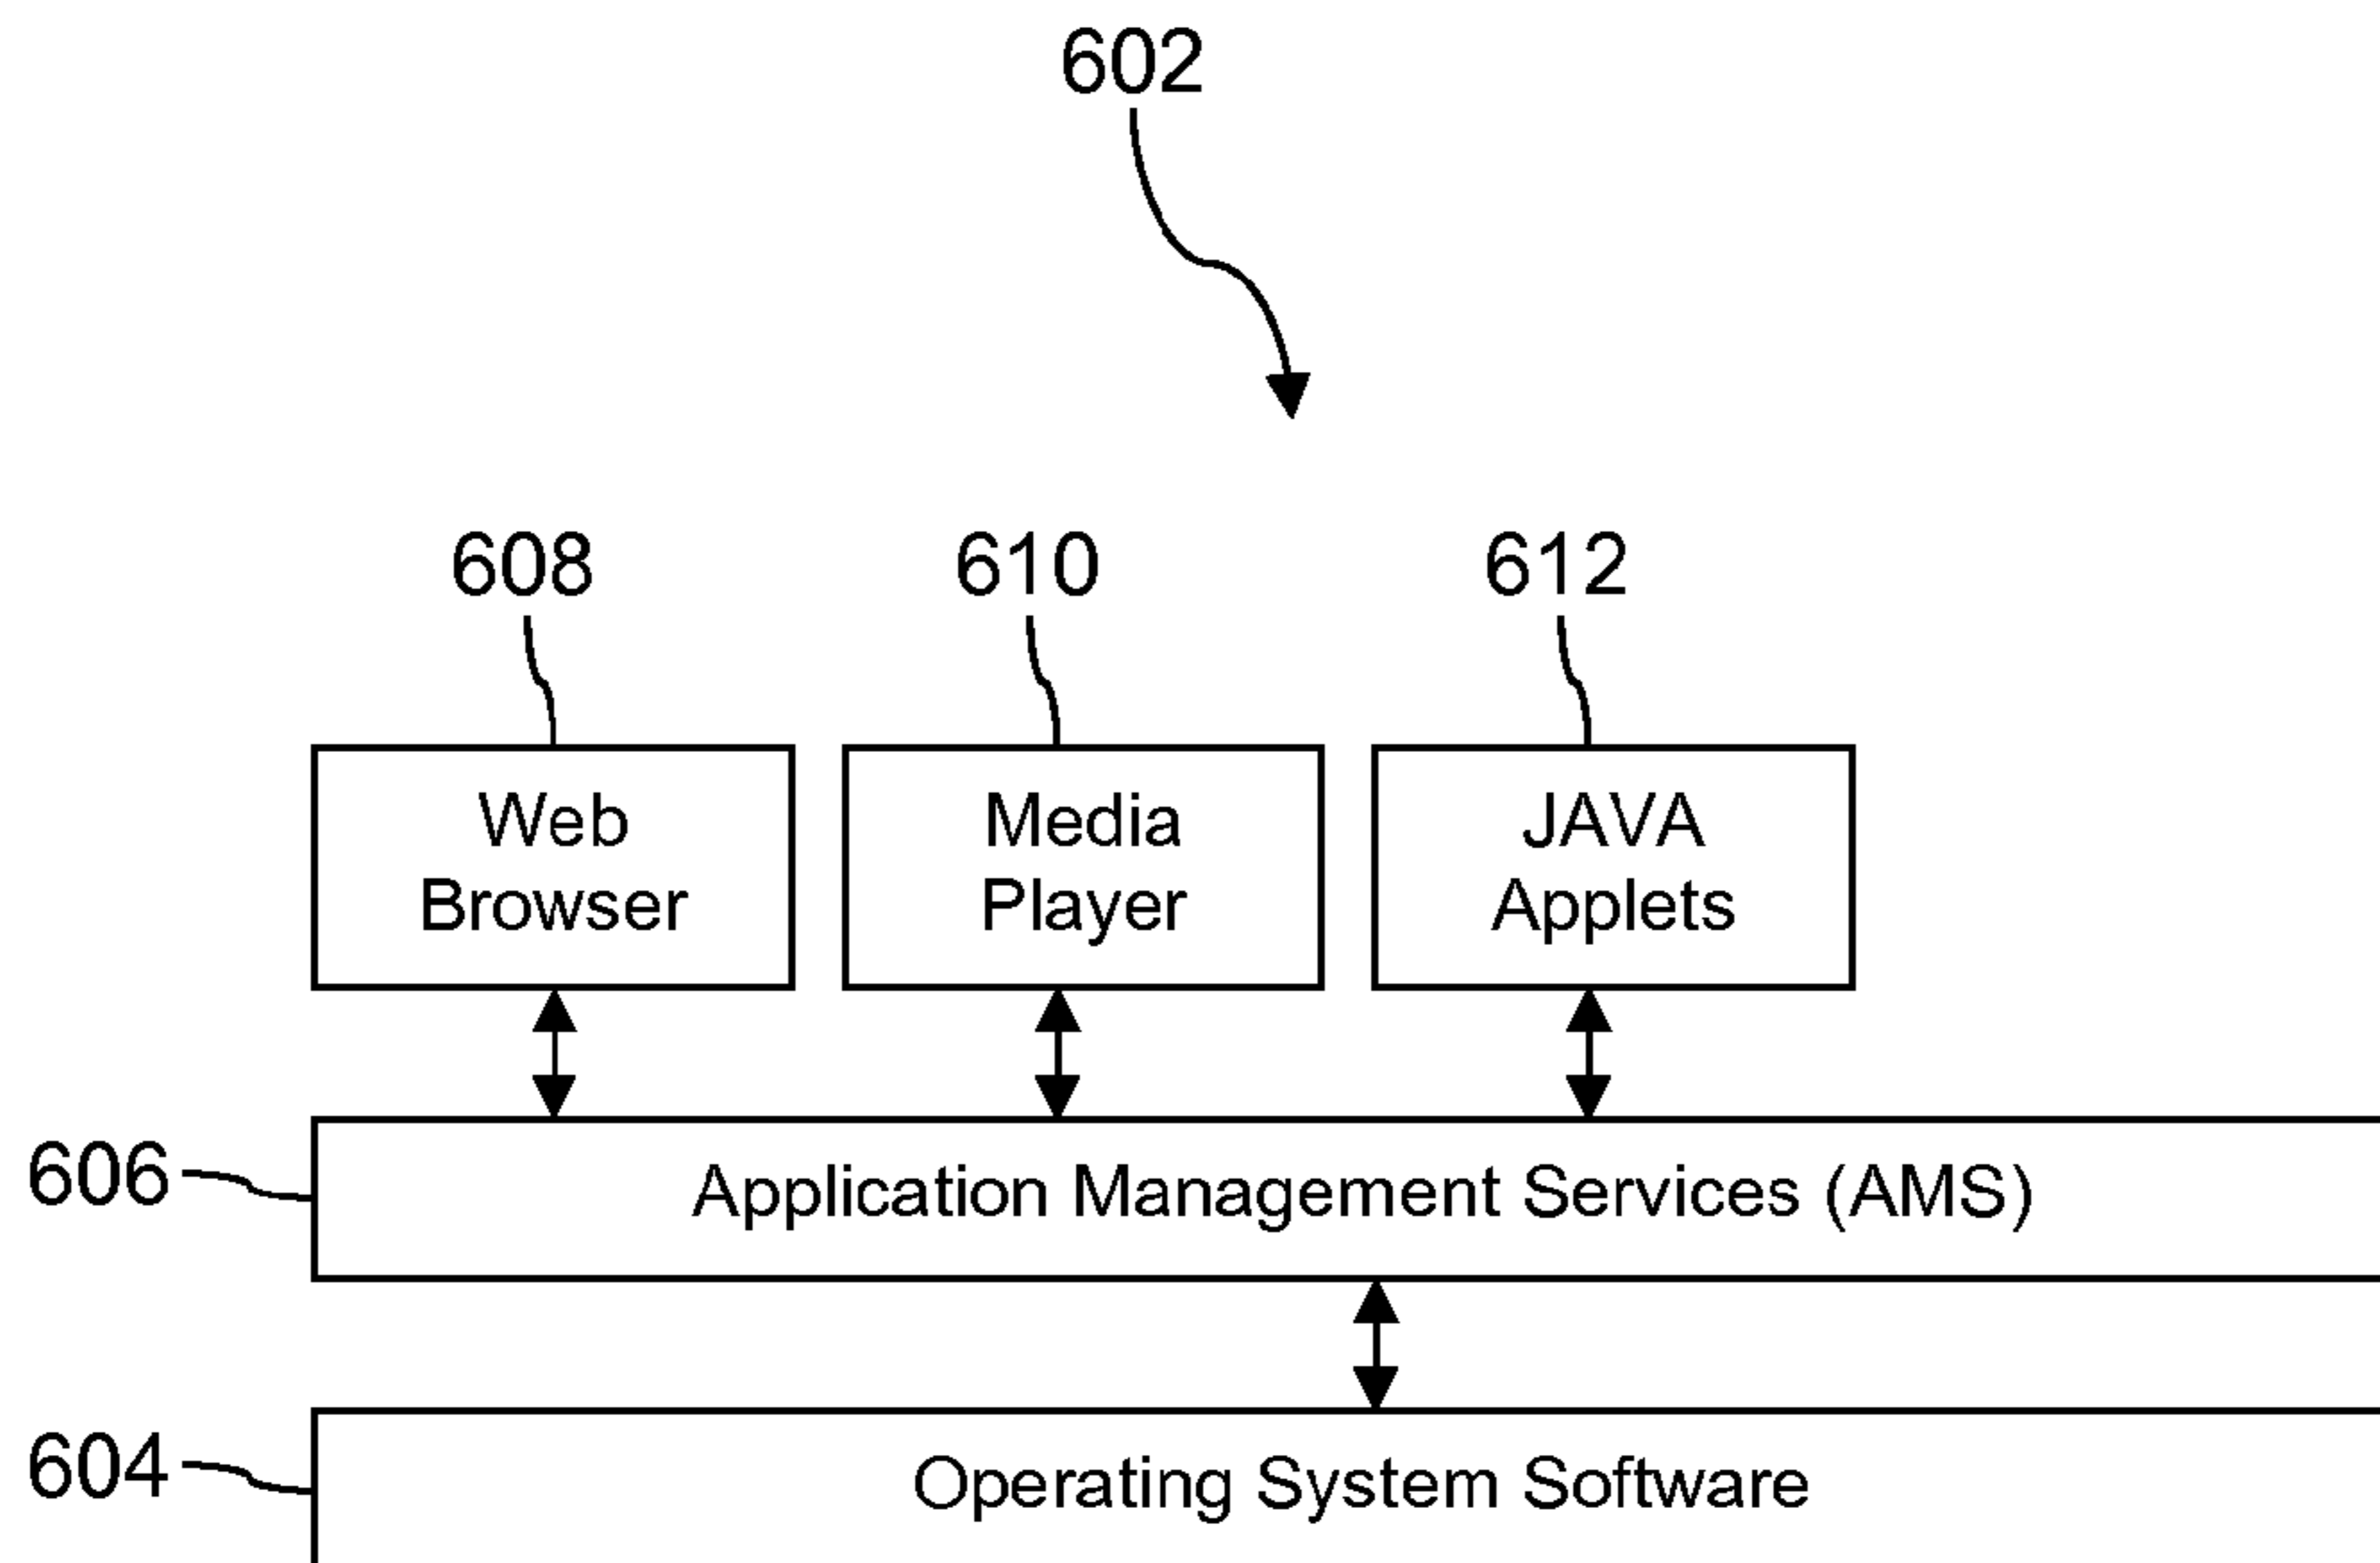 602
608
610
612
Web
Browser
Media
Player
JAVA
Applets
606
Application Management Services (AMS)
604
Operating System Software